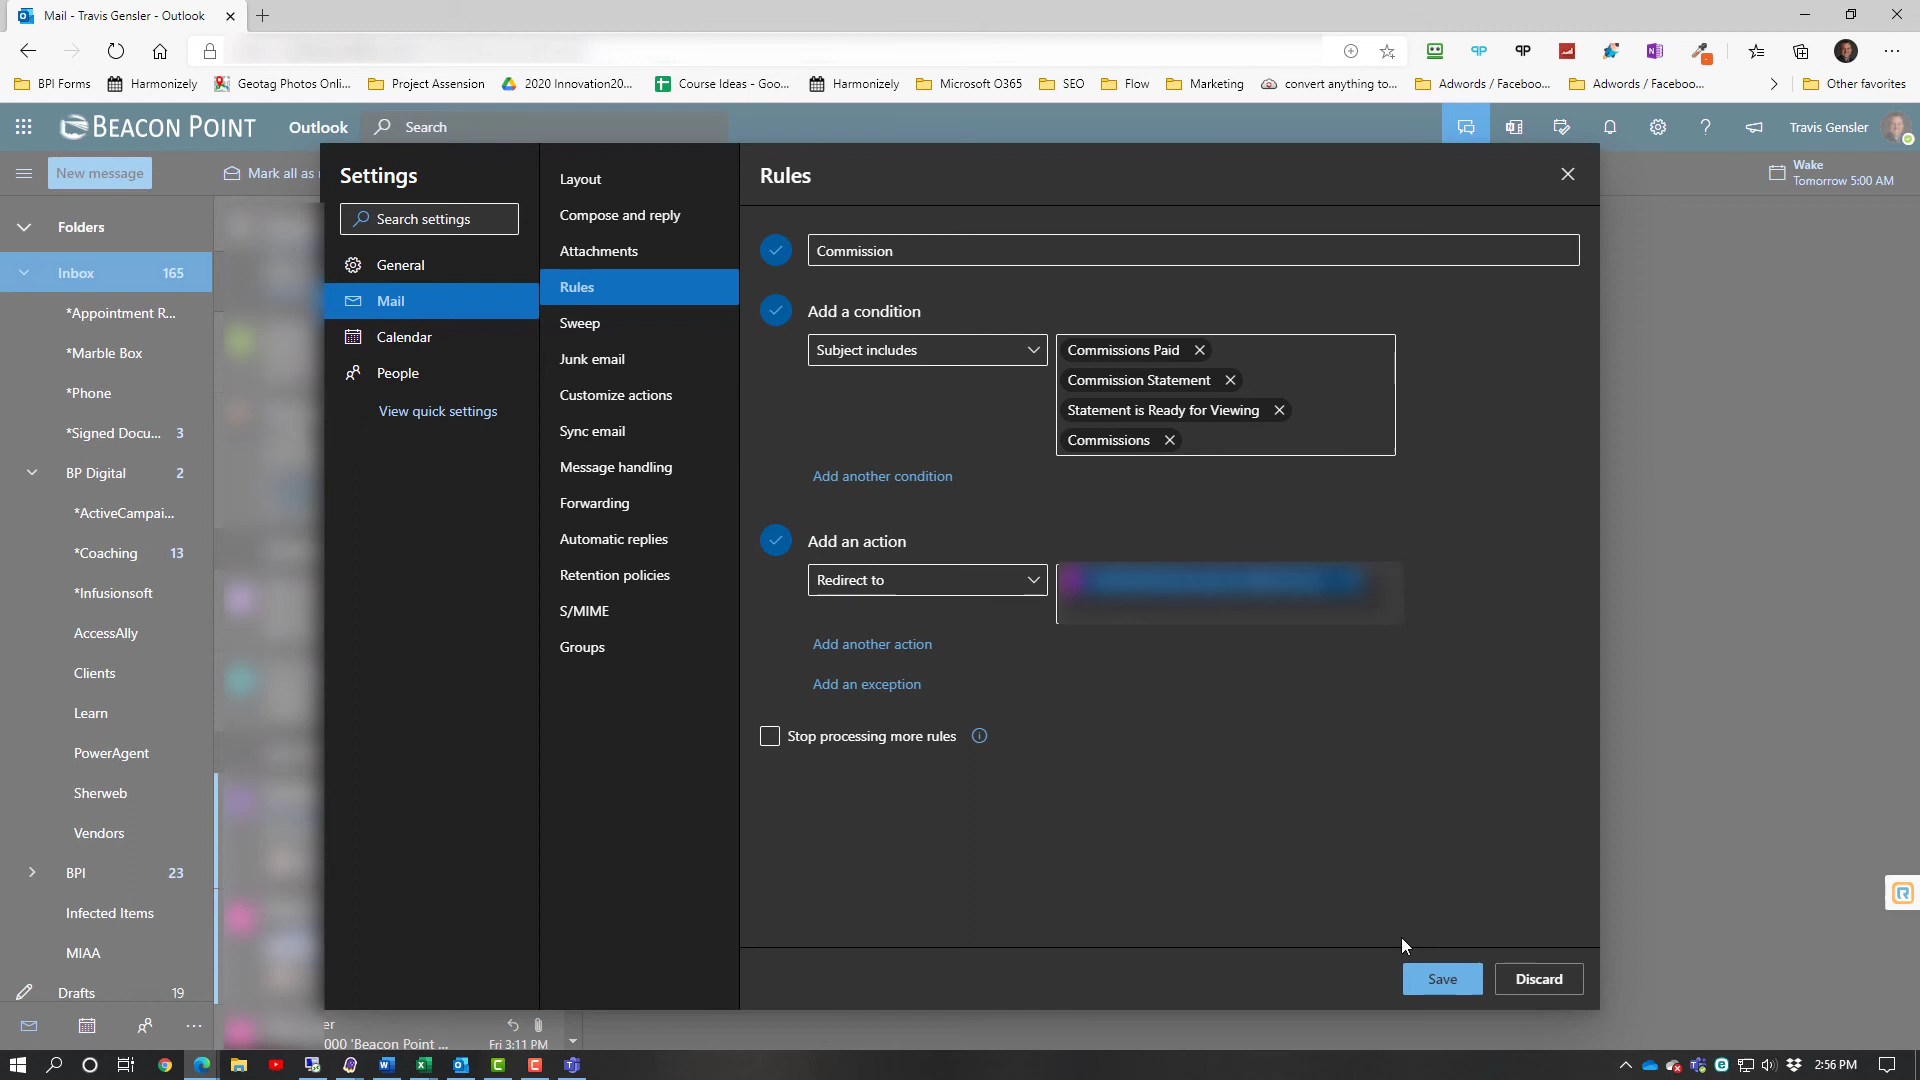 Mail - Travis Gensler - Outlook
BPI Forms
Harmonizely
Geotag Photos Onli...
Project Assension
2020 Innovation20...
Course Ideas - Goo...
Harmonizely
Microsoft O365
SEO
Flow
Marketing
convert anything to...
Adwords / Faceboo...
Adwords / Faceboo...
Other favorites
BEACON POINT
Outlook
Search
Travis Gensler
New message
Mark all as r
Wake
Tomorrow 5:00 AM
Folders
Inbox 165
*Appointment R...
*Marble Box
*Phone
*Signed Docu... 3
BP Digital 2
*ActiveCampai...
*Coaching 13
*Infusionsoft
AccessAlly
Clients
Learn
PowerAgent
Sherweb
Vendors
BPI 23
Infected Items
MIAA
Drafts 19
Settings
Search settings
General
Mail
Calendar
People
View quick settings
Layout
Compose and reply
Attachments
Rules
Sweep
Junk email
Customize actions
Sync email
Message handling
Forwarding
Automatic replies
Retention policies
S/MIME
Groups
Rules
Commission
Add a condition
Subject includes
Commissions Paid
Commission Statement
Statement is Ready for Viewing
Commissions
Add another condition
Add an action
Redirect to
Add another action
Add an exception
Stop processing more rules
Save
Discard
er
000 'Beacon Point ...
Fri 3:11 PM
2:56 PM